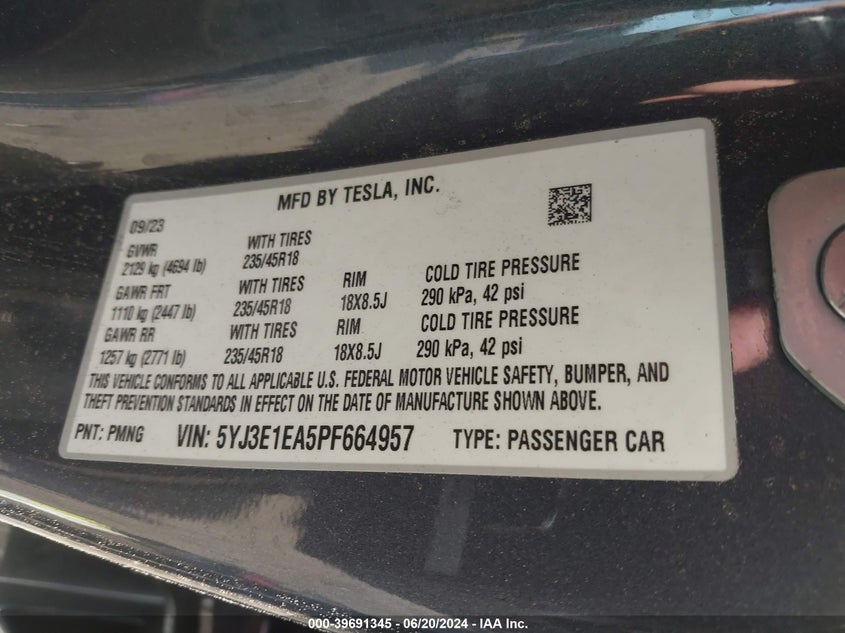 MFD BY TESLA, INC.
09/23
GVWR WITH TIRES
2129 kg (4694 lb) 235/45R18
GAWR FRT WITH TIRES RIM COLD TIRE PRESSURE
1110 kg (2447 lb) 235/45R18 18X8.5J 290 kPa, 42 psi
GAWR RR WITH TIRES RIM COLD TIRE PRESSURE
1257 kg (2771 lb) 235/45R18 18X8.5J 290 kPa, 42 psi
THIS VEHICLE CONFORMS TO ALL APPLICABLE U.S. FEDERAL MOTOR VEHICLE SAFETY, BUMPER, AND
THEFT PREVENTION STANDARDS IN EFFECT ON THE DATE OF MANUFACTURE SHOWN ABOVE.
PNT: PMNG VIN: 5YJ3E1EA5PF664957 TYPE: PASSENGER CAR
000-39691345 - 06/20/2024 - IAA Inc.